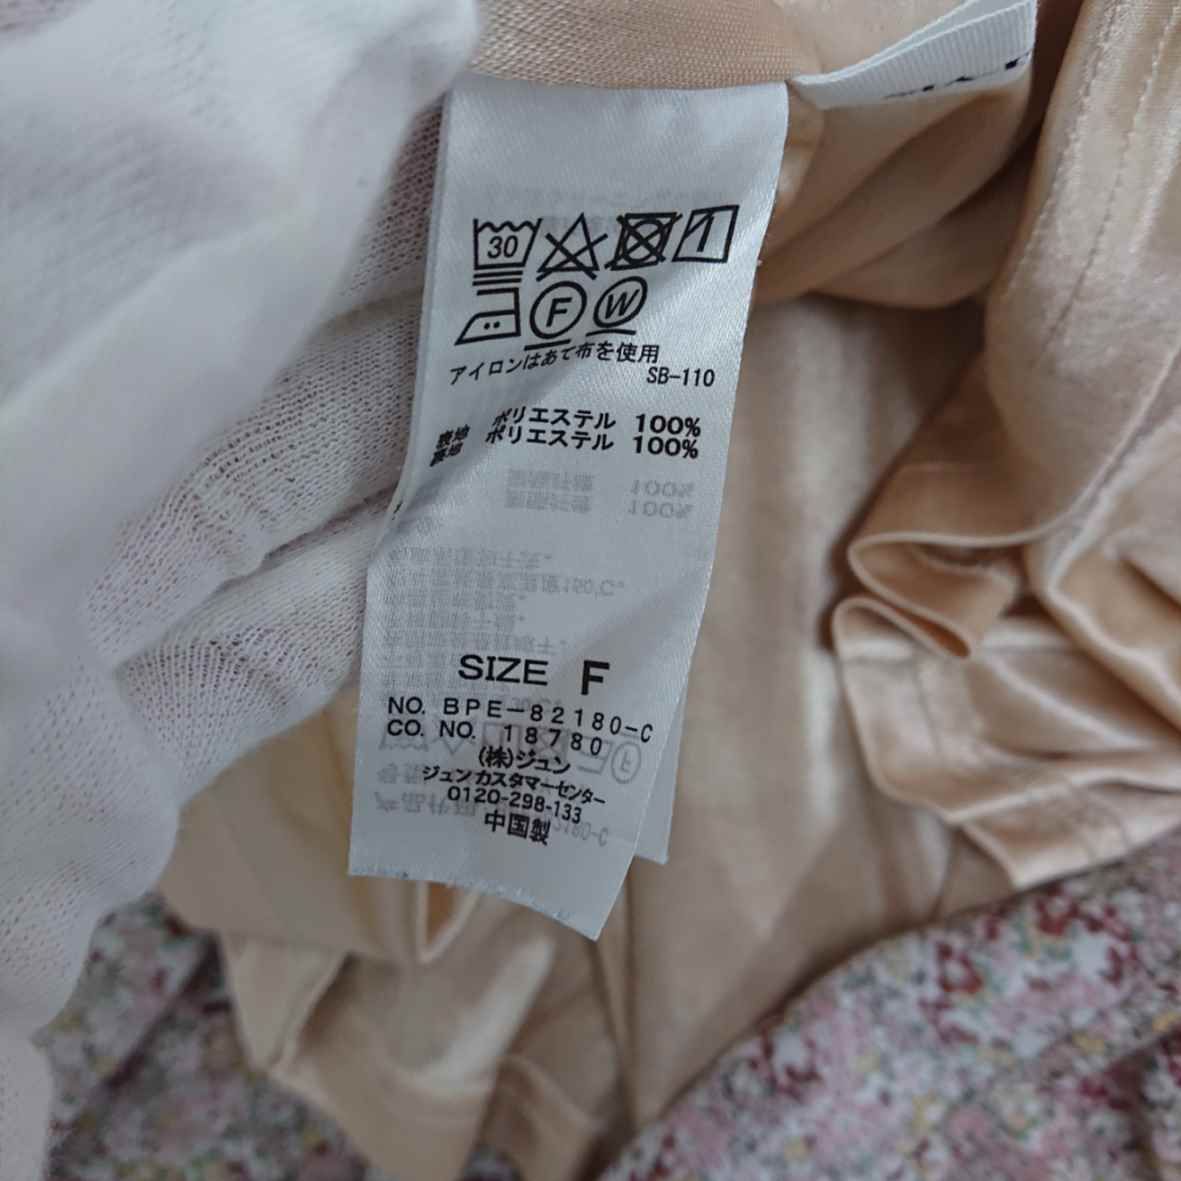 30
F W
アイロンはあて布を使用
SB-110
表地 ポリエステル 100%
裏地 ポリエステル 100%
SIZE F
NO. BPE-82180-C
CO. NO. 18780
(株)ジュン
ジュンカスタマーセンター
0120-298-133
中国製